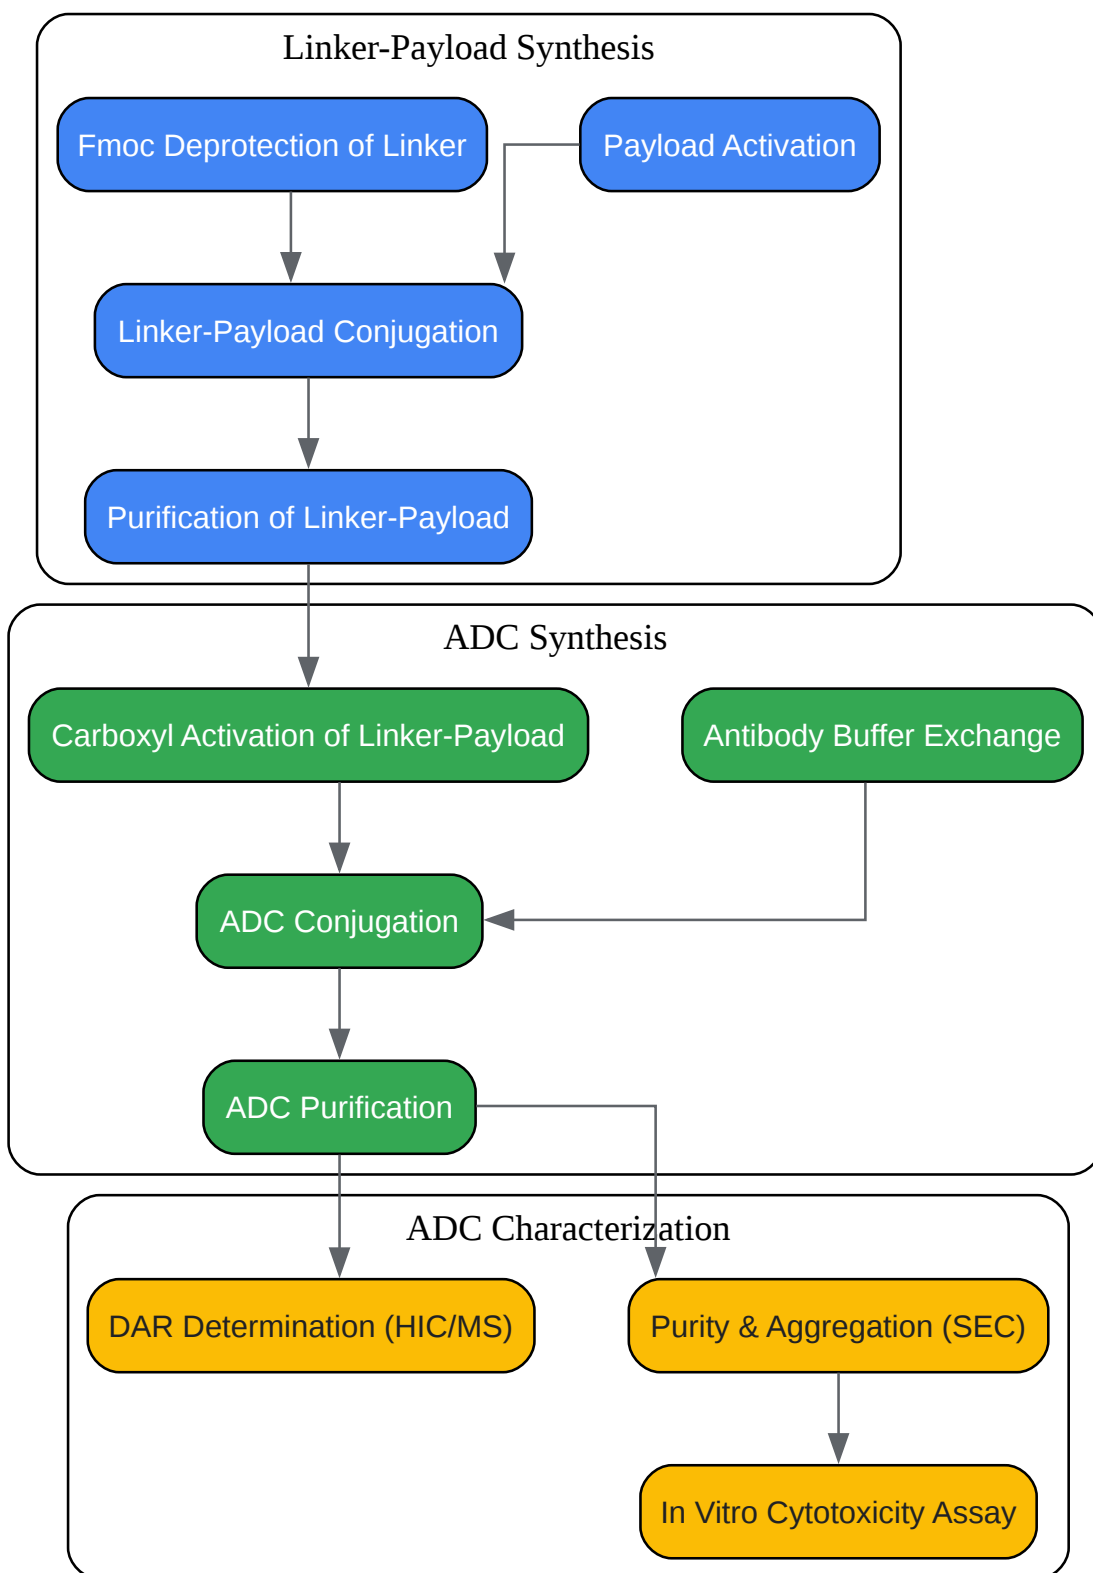 Linker-Payload Synthesis
Fmoc Deprotection of Linker
Payload Activation
Linker-Payload Conjugation
Purification of Linker-Payload
ADC Synthesis
Carboxyl Activation of Linker-Payload
Antibody Buffer Exchange
ADC Conjugation
ADC Purification
ADC Characterization
DAR Determination (HIC/MS)
Purity & Aggregation (SEC)
In Vitro Cytotoxicity Assay